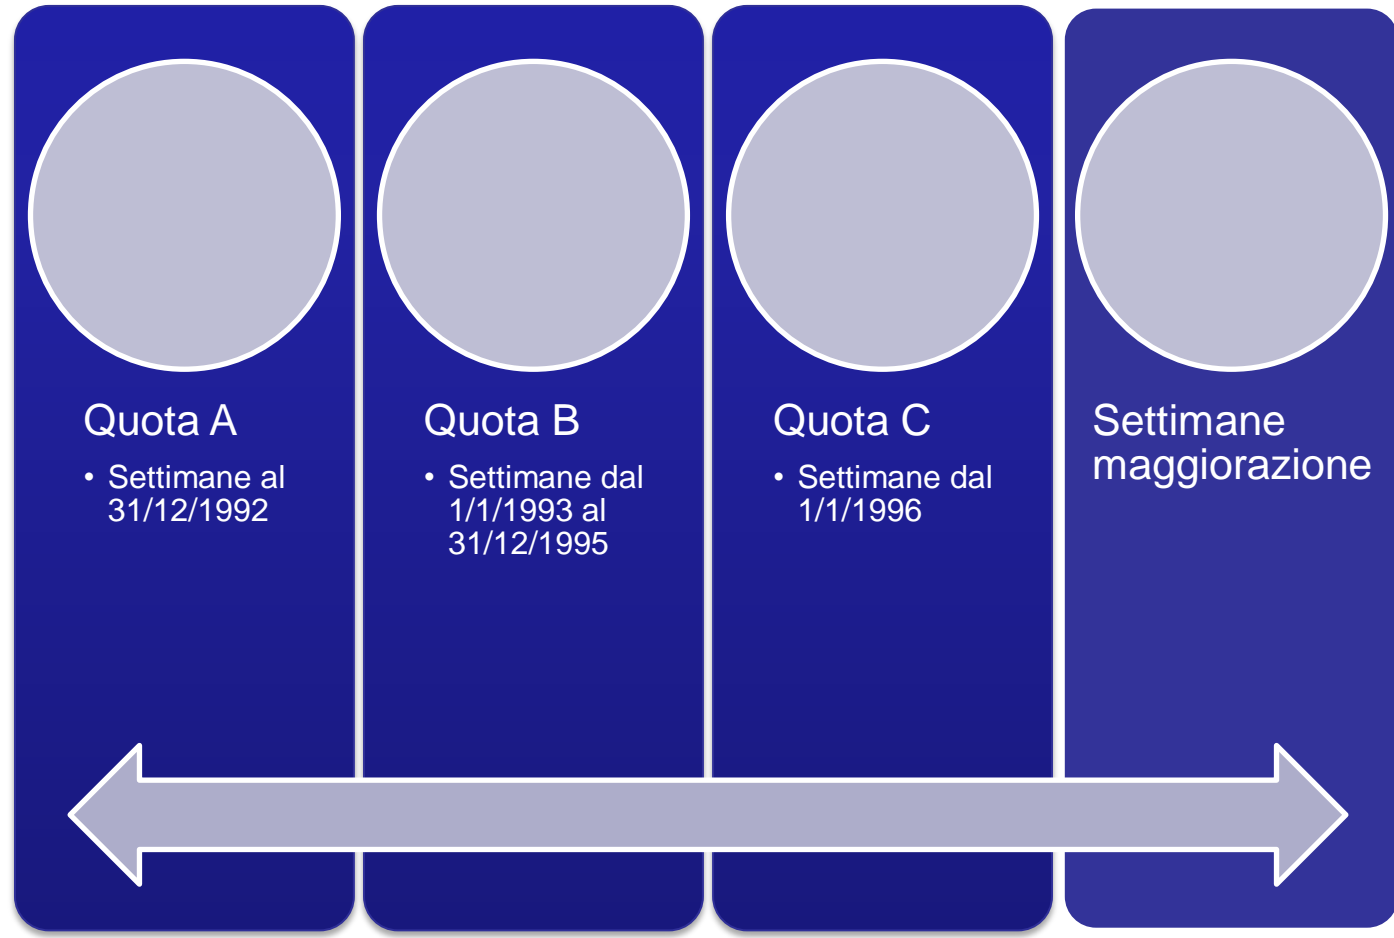 Quota A
• Settimane al
31/12/1992
Quota B
• Settimane dal
1/1/1993 al
31/12/1995
Quota C
• Settimane dal
1/1/1996
Settimane
maggiorazione